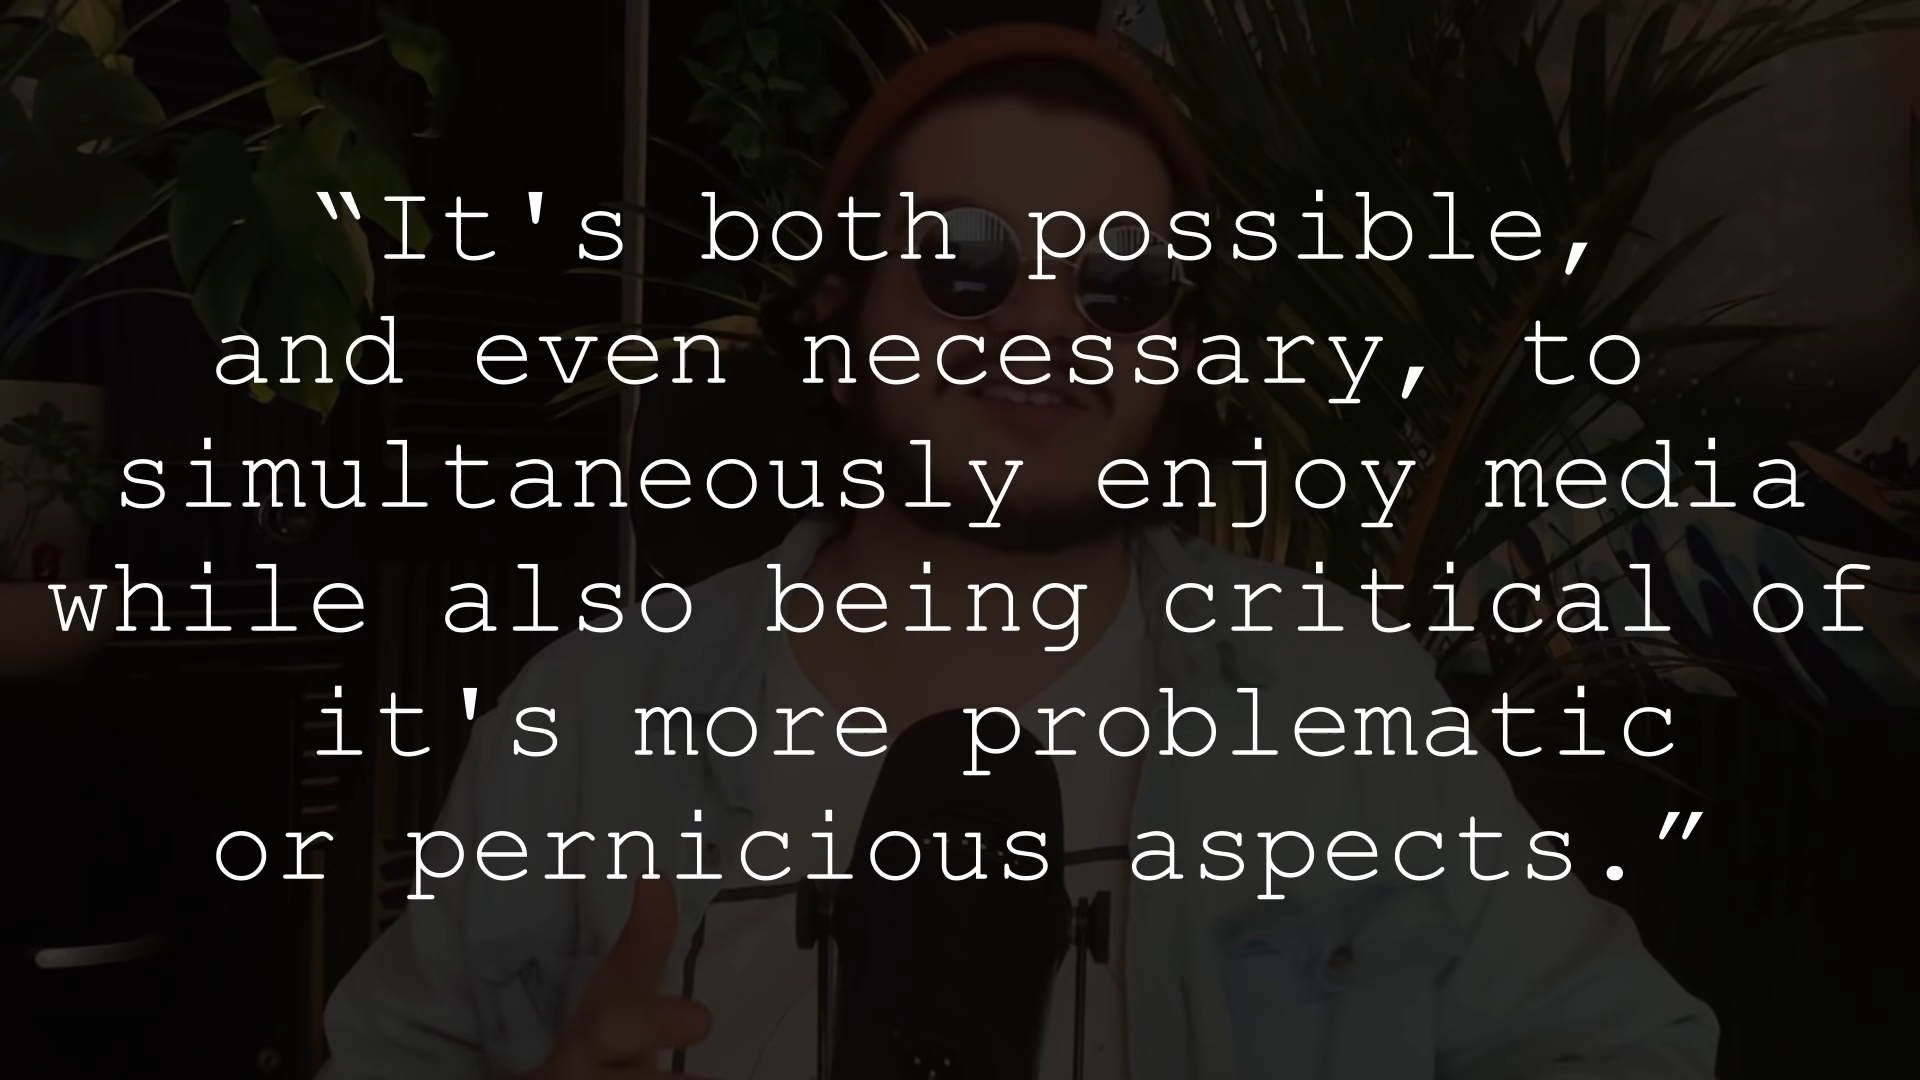 “It's both possible,
and even necessary, to
simultaneously enjoy media
while also being critical of
it's more problematic
or pernicious aspects.”